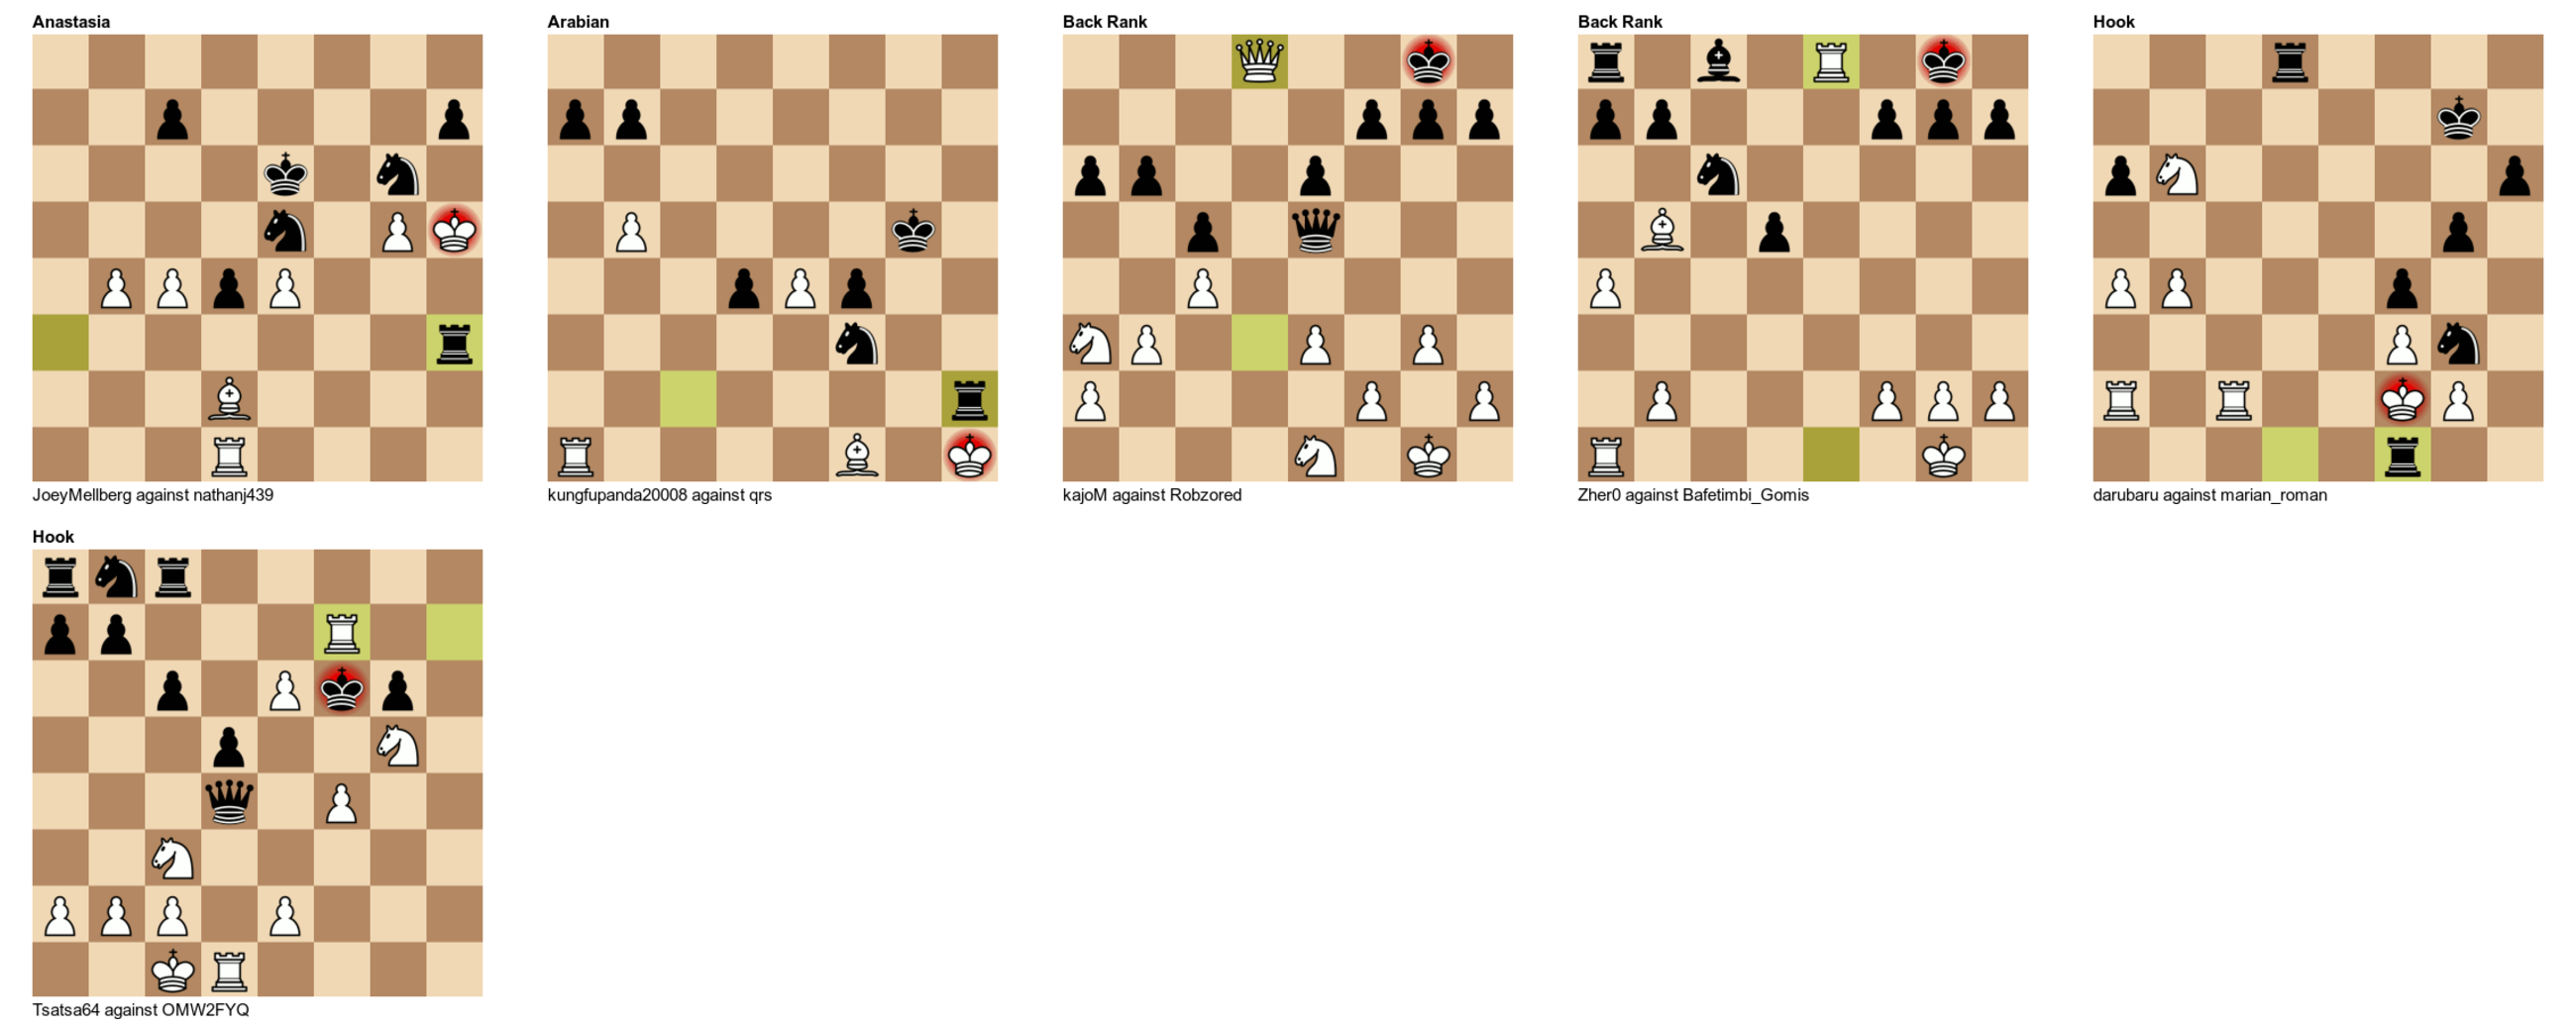 Anastasia
JoeyMellberg against nathanj439
Arabian
kungfupanda20008 against qrs
Back Rank
kajoM against Robzored
Back Rank
Zher0 against Bafetimbi_Gomis
Hook
darubaru against marian_roman
Hook
Tsatsa64 against OMW2FYQ